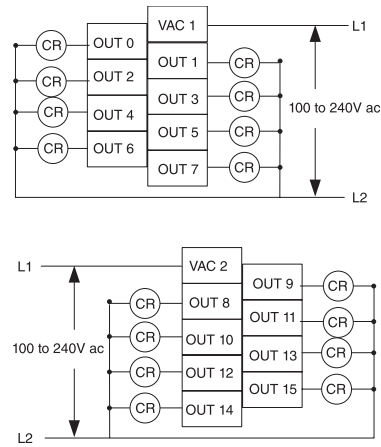 VAC 1
L1
CR
OUT 0
OUT 1
CR
CR
OUT 2
OUT 3
CR
CR
OUT 4
100 to 240V ac
OUT 5
CR
CR
OUT 6
OUT 7
CR
L2
L1
VAC 2
OUT 9
CR
CR
OUT 8
OUT 11
CR
CR
OUT 10
100 to 240V ac
OUT 13
CR
CR
OUT 12
OUT 15
CR
CR
OUT 14
L2